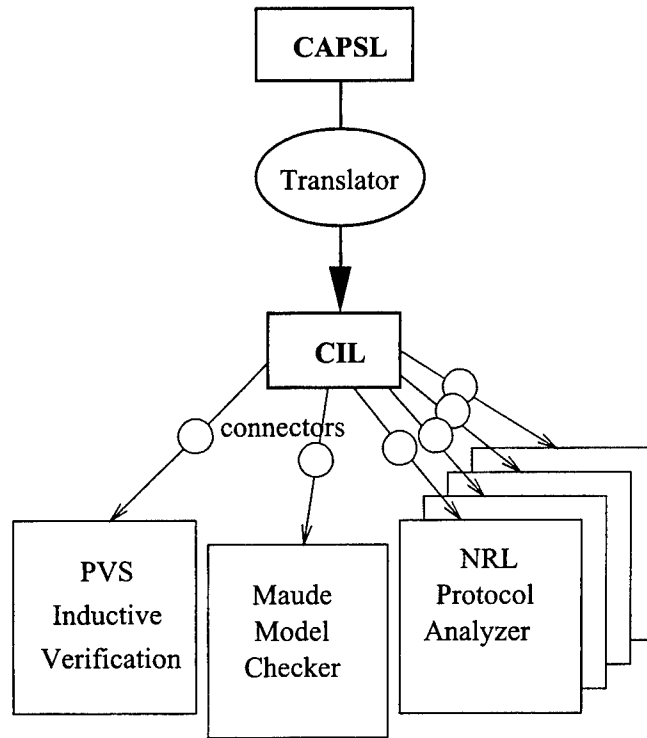 CAPSL
Translator
CIL
connectors
PVS
Inductive
Verification
Maude
Model
Checker
NRL
Protocol
Analyzer